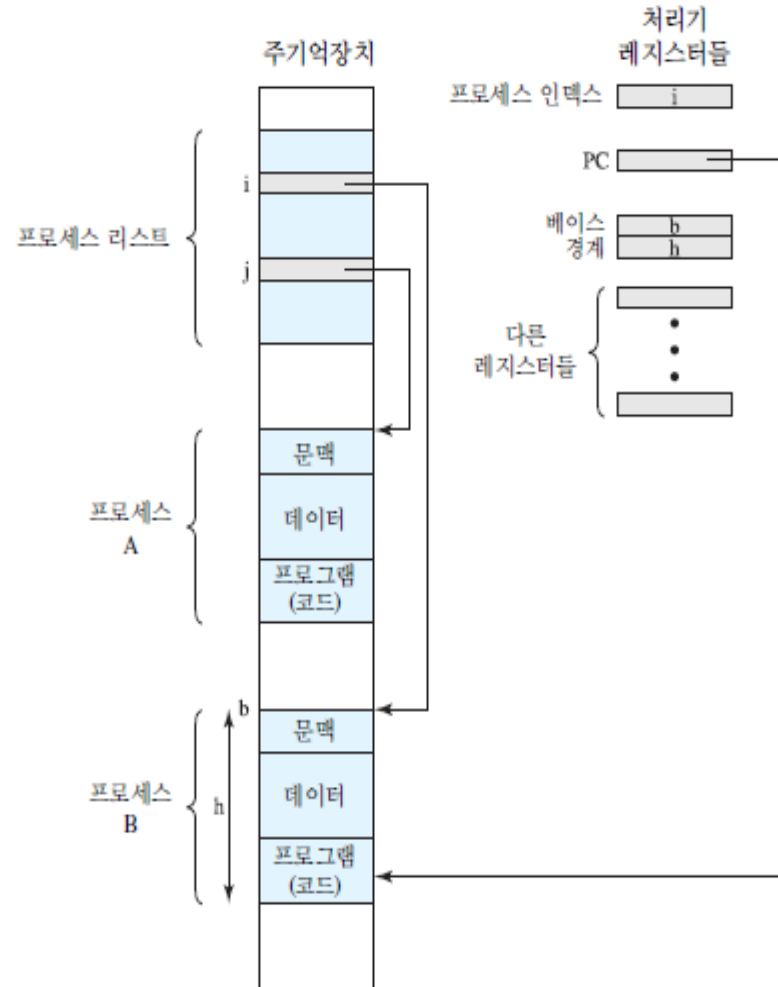 주기억장치
처리기
레지스터들
프로세스 인덱스
i
PC
베이스
b
경계
h
다른
레지스터들
프로세스 리스트
i
j
프로세스
A
문맥
데이터
프로그램
(코드)
프로세스
B
b
h
문맥
데이터
프로그램
(코드)